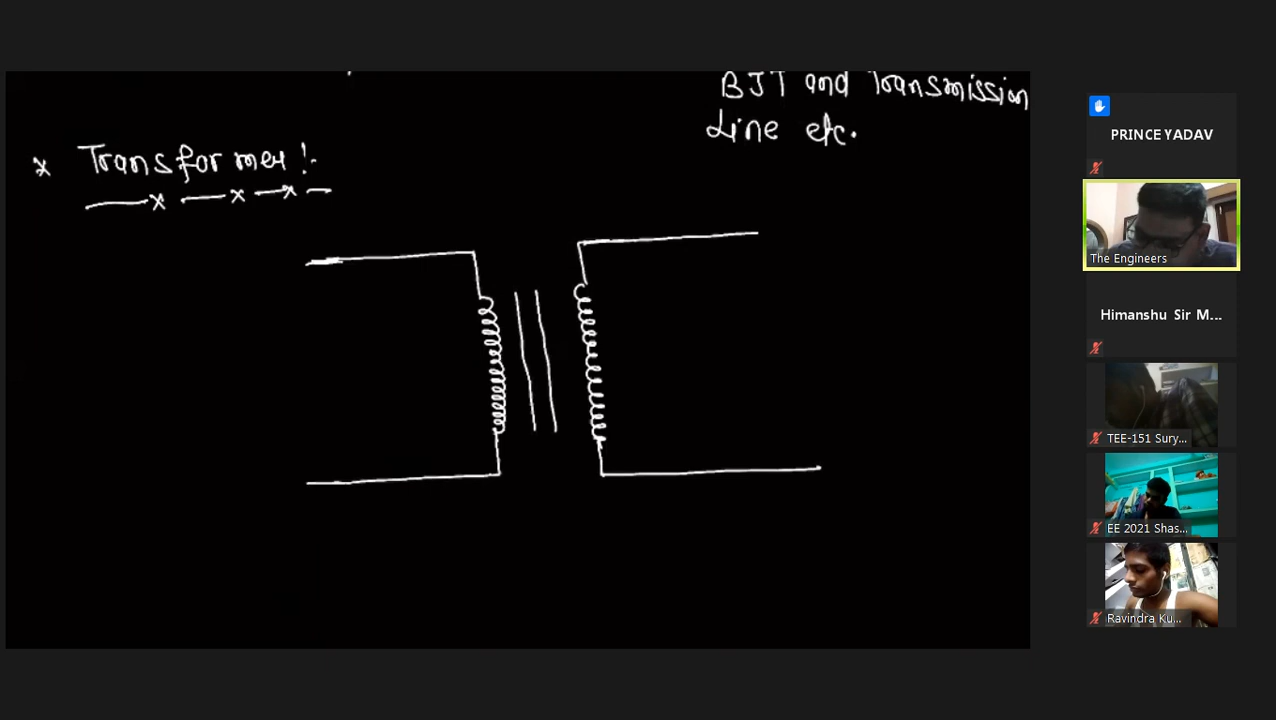 BJT and Transmission
Line etc.
* Transformer :-
PRINCE YADAV
The Engineers
Himanshu Sir M...
TEE-151 Sury...
EE 2021 Shas...
Ravindra Ku...